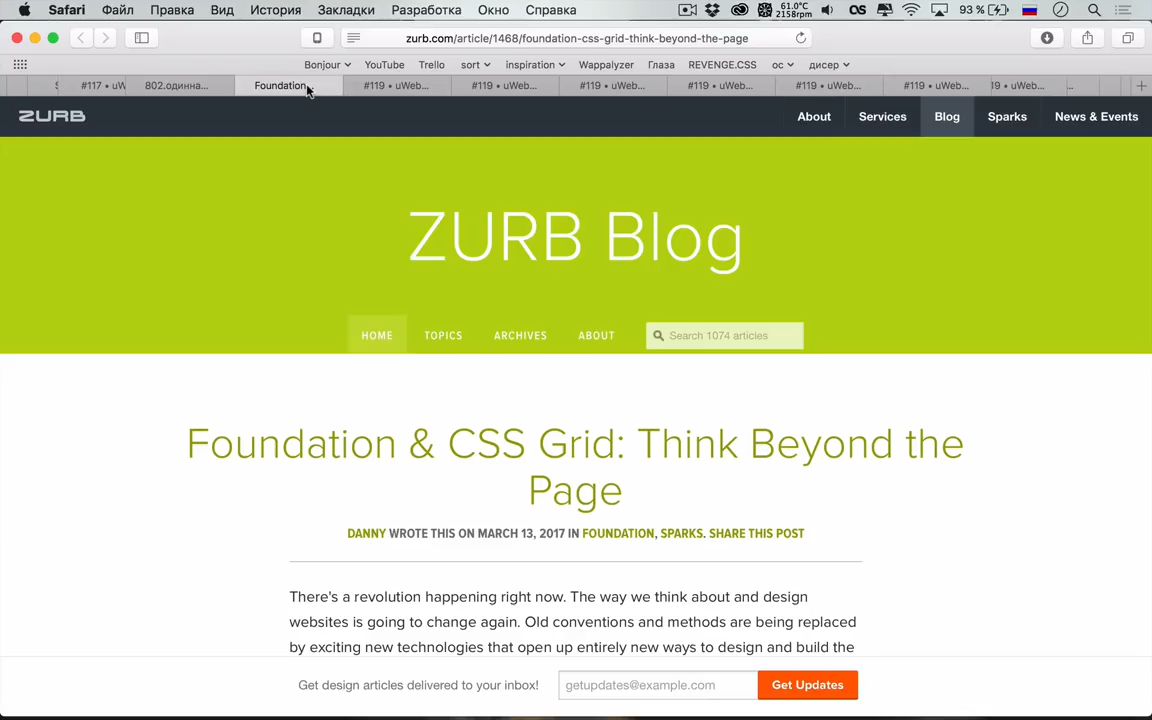 Safari Файл Правка Вид История Закладки Разработка Окно Справка 61.0°C 2158rpm 93 %
zurb.com/article/1468/foundation-css-grid-think-beyond-the-page
Bonjour YouTube Trello sort inspiration Wappalyzer Глаза REVENGE.CSS ос дисер
#117 • uW 802.одинна... Foundation #119 • uWeb... #119 • uWeb... #119 • uWeb... #119 • uWeb... #119 • uWeb... #119 • uWeb... 19 • uWeb...
ZURB About Services Blog Sparks News & Events
ZURB Blog
HOME TOPICS ARCHIVES ABOUT Search 1074 articles
Foundation & CSS Grid: Think Beyond the
Page
DANNY WROTE THIS ON MARCH 13, 2017 IN FOUNDATION, SPARKS. SHARE THIS POST
There's a revolution happening right now. The way we think about and design
websites is going to change again. Old conventions and methods are being replaced
by exciting new technologies that open up entirely new ways to design and build the
Get design articles delivered to your inbox! getupdates@example.com Get Updates